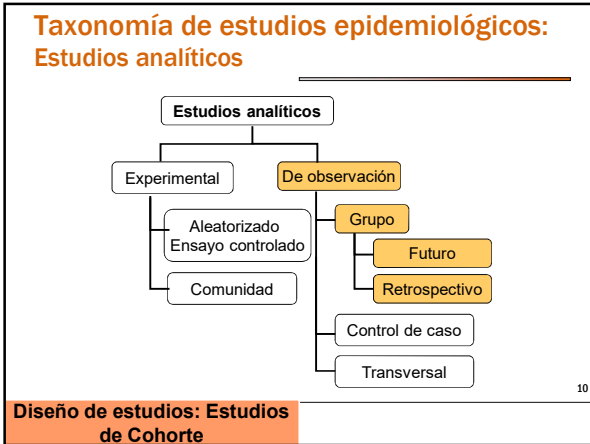 Taxonomía de estudios epidemiológicos:
Estudios analíticos
Estudios analíticos
Experimental
De observación
Aleatorizado
Ensayo controlado
Grupo
Futuro
Comunidad
Retrospectivo
Control de caso
Transversal
10
Diseño de estudios: Estudios
de Cohorte